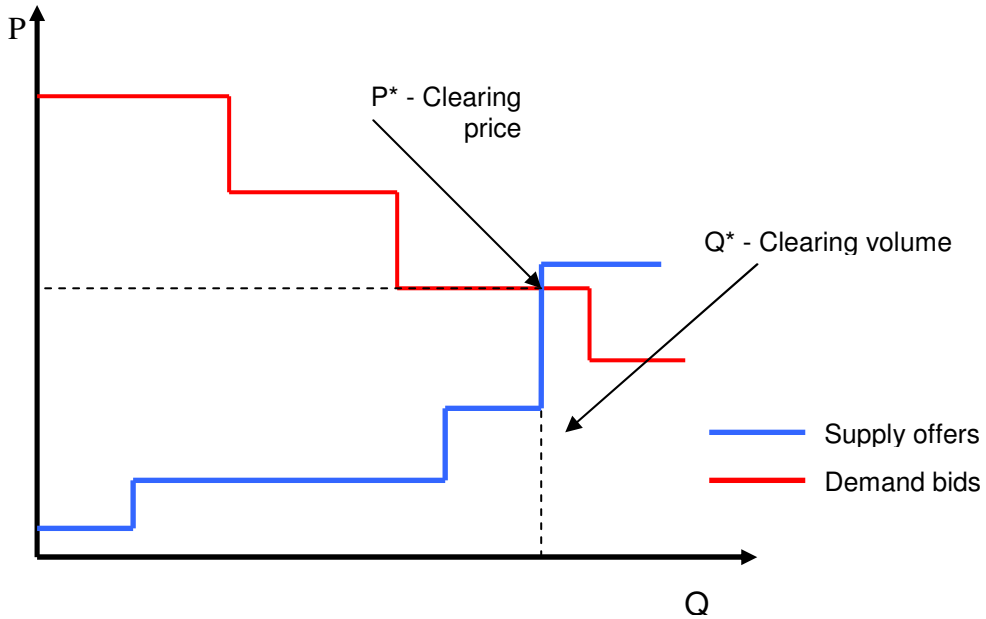 P
P* - Clearing
price
Q* - Clearing volume
Supply offers
Demand bids
Q